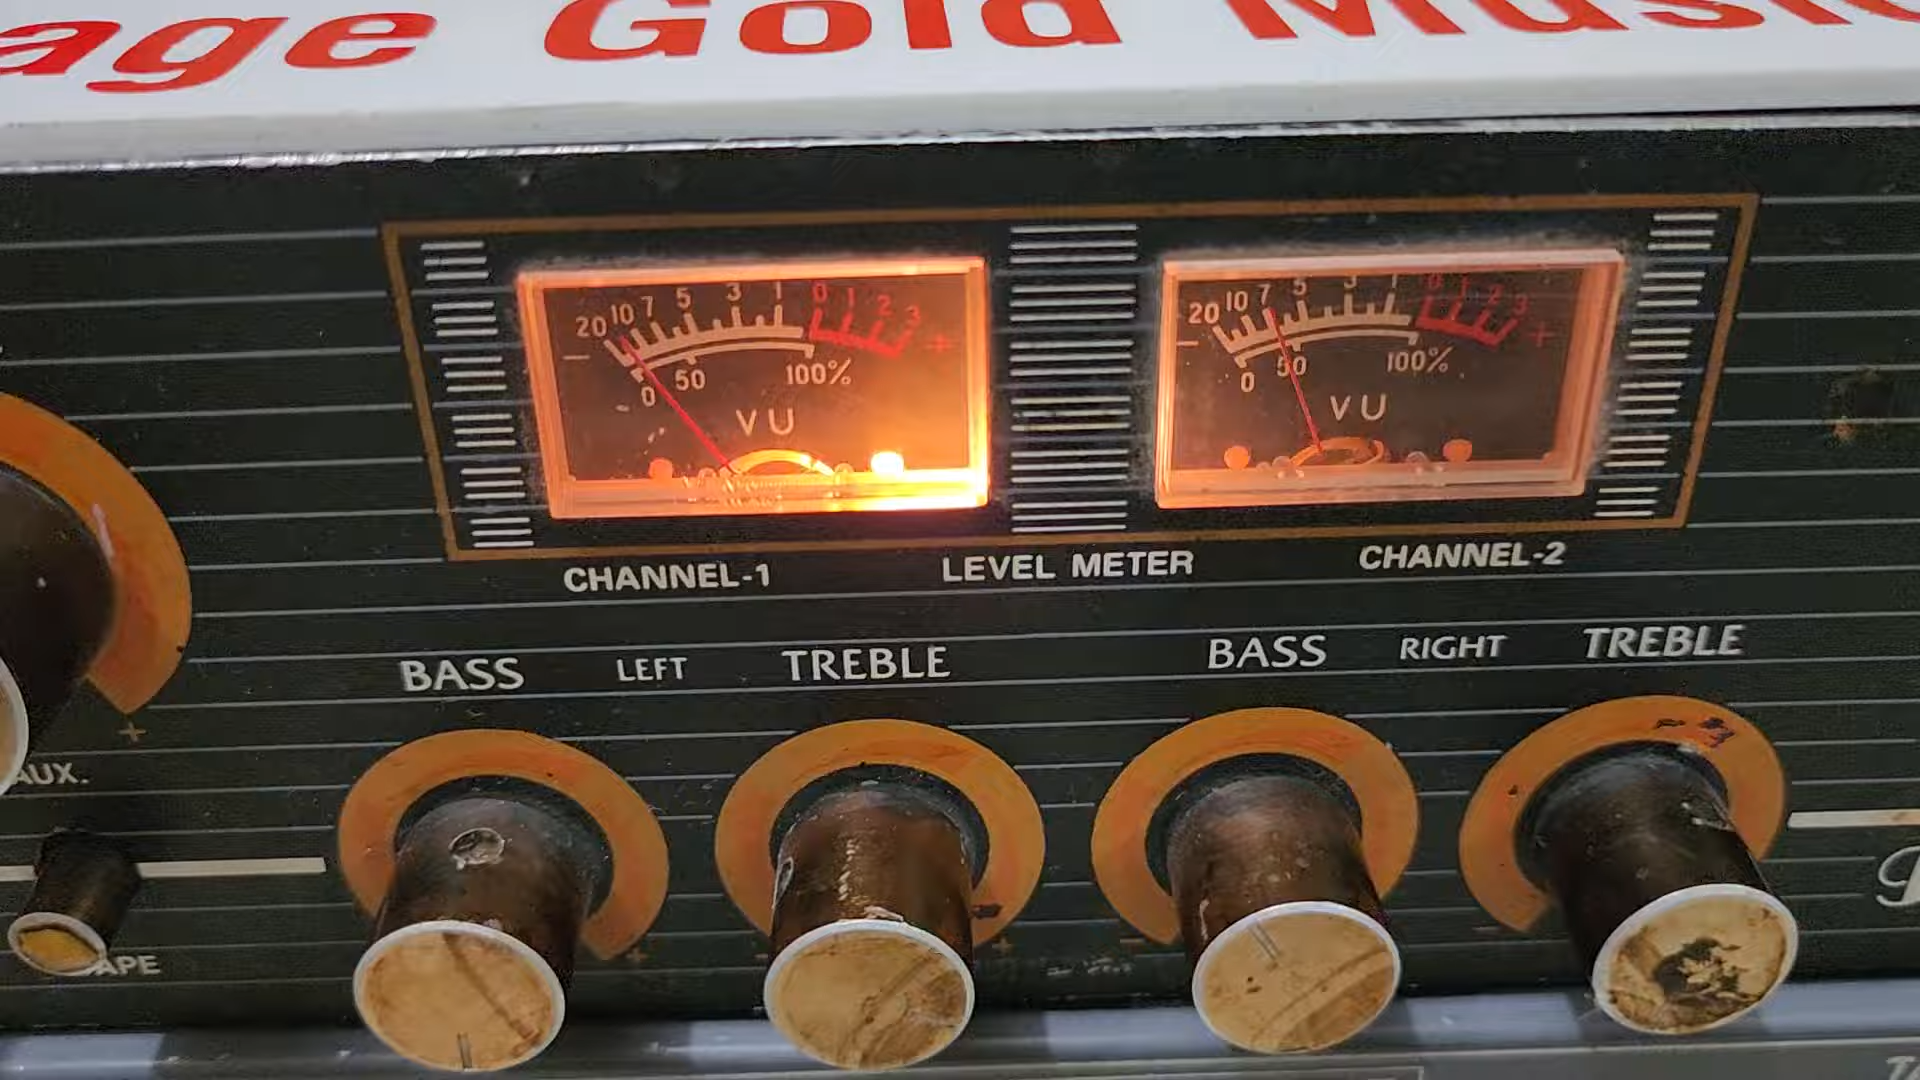 age Gold Music
20 10 7 5 3 1 0 1 2 3
- +
0 50 100%
VU
20 10 7 5 3 1 0 1 2 3
- +
0 50 100%
VU
CHANNEL-1 LEVEL METER CHANNEL-2
BASS LEFT TREBLE BASS RIGHT TREBLE
+
AUX.
+ - + -
APE